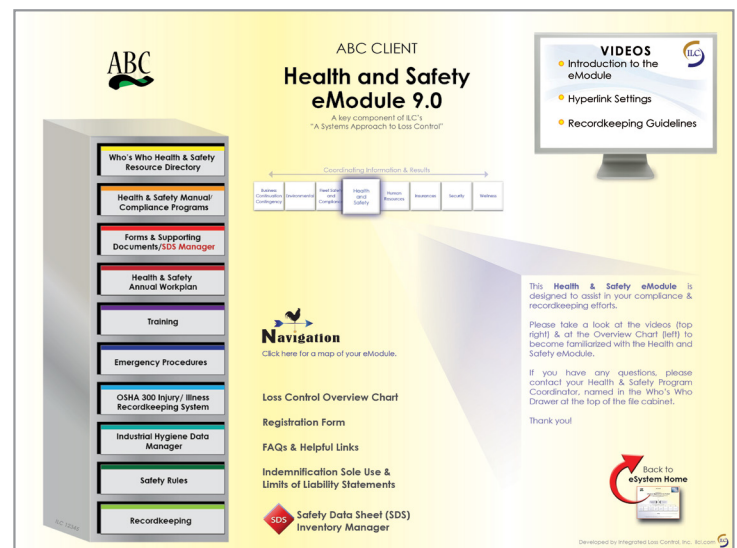 ABC
ABC CLIENT
Health and Safety
eModule 9.0
A key component of ILC's
"A Systems Approach to Loss Control"
VIDEOS
ILC
Introduction to the
eModule
Hyperlink Settings
Recordkeeping Guidelines
Who's Who Health & Safety
Resource Directory
Health & Safety Manual/
Compliance Programs
Forms & Supporting
Documents/SDS Manager
Health & Safety
Annual Workplan
Training
Emergency Procedures
OSHA 300 Injury/ Illness
Recordkeeping System
Industrial Hygiene Data
Manager
Safety Rules
Recordkeeping
Coordinating Information & Results
Business
Continuation
Contingency
Environmental
Fleet Safety
and
Compliance
Health
and
Safety
Human
Resources
Insurances
Security
Wellness
Navigation
Click here for a map of your eModule.
Loss Control Overview Chart
Registration Form
FAQs & Helpful Links
Indemnification Sole Use &
Limits of Liability Statements
SDS
Safety Data Sheet (SDS)
Inventory Manager
This Health & Safety eModule is
designed to assist in your compliance &
recordkeeping efforts.
Please take a look at the videos (top
right) & at the Overview Chart (left) to
become familiarized with the Health and
Safety eModule.
If you have any questions, please
contact your Health & Safety Program
Coordinator, named in the Who's Who
Drawer at the top of the file cabinet.
Thank you!
Back to
eSystem Home
Developed by Integrated Loss Control, Inc. ilc.com